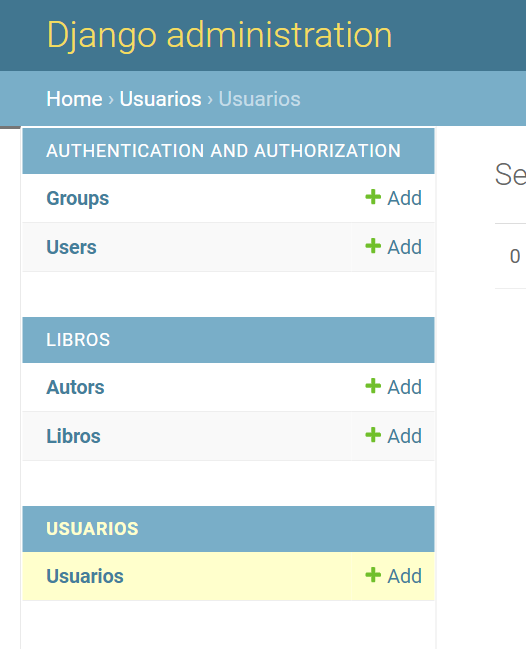 Django administration
Home › Usuarios › Usuarios
AUTHENTICATION AND AUTHORIZATION
Groups + Add
Users + Add
LIBROS
Autors + Add
Libros + Add
USUARIOS
Usuarios + Add
Se
0